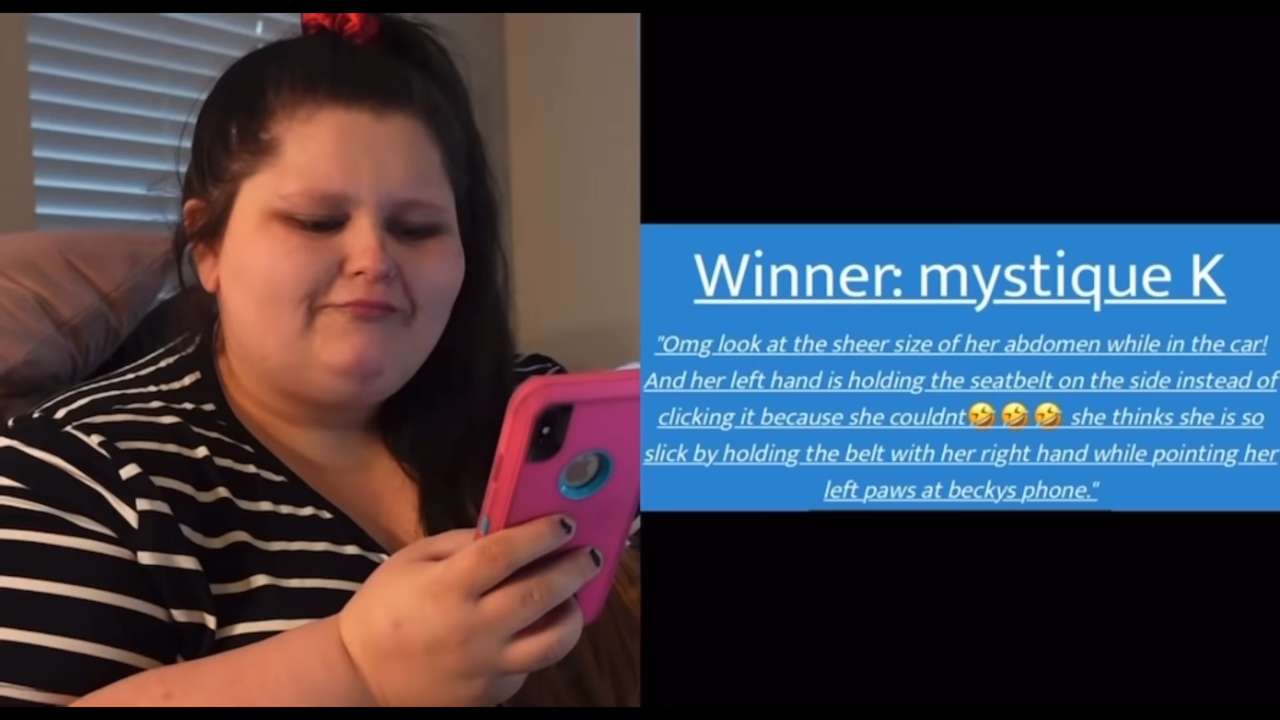 Winner: mystique K
"Omg look at the sheer size of her abdomen while in the car!
And her left hand is holding the seatbelt on the side instead of
clicking it because she couldnt🤣🤣🤣 she thinks she is so
slick by holding the belt with her right hand while pointing her
left paws at beckys phone."